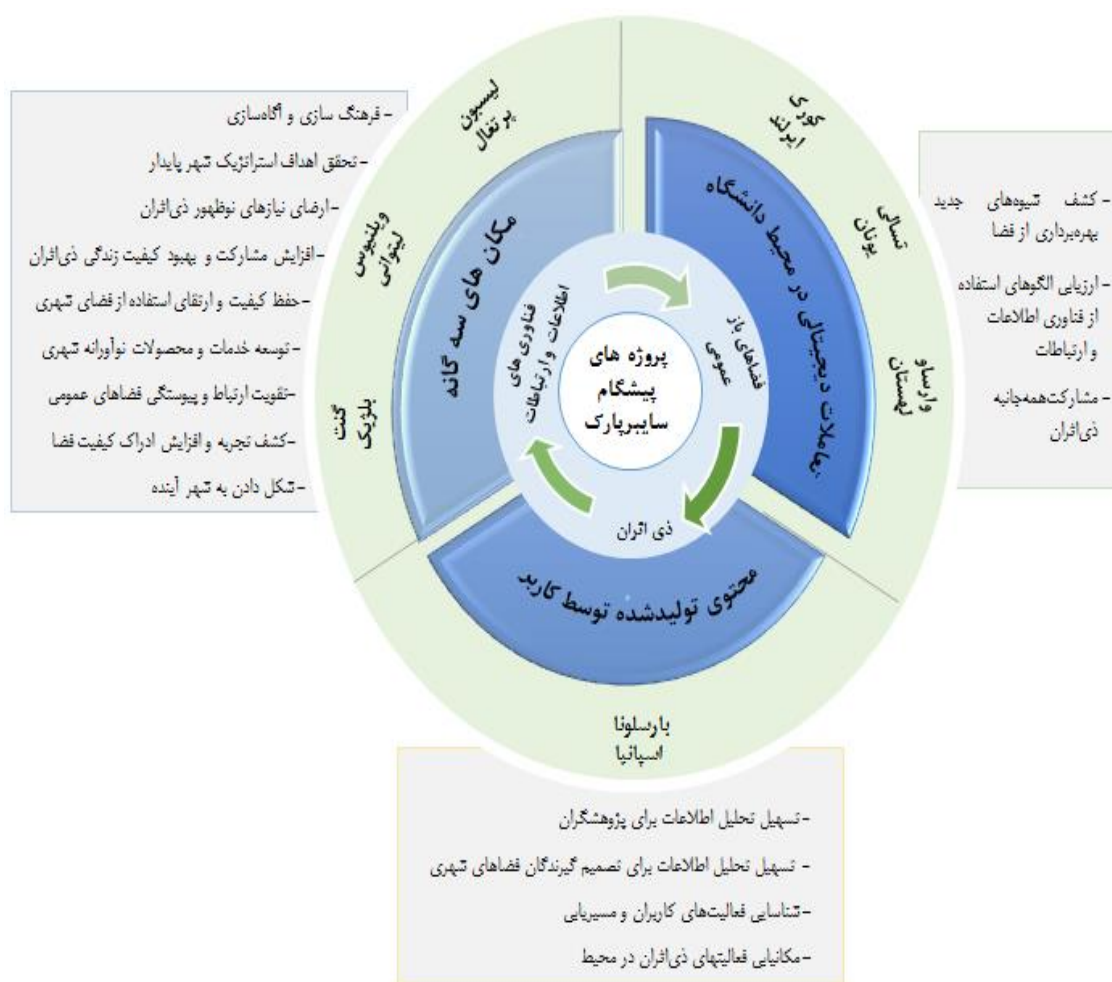 پروژه های
پیشگام
سایبرپارک
فضاهای باز
عمومی
ذی اثران
فناوری های
اطلاعات و ارتباطات
تعاملات دیجیتالی در محیط دانشگاه
محتوی تولیدشده توسط کاربر
مکان های سه گانه
کوری
ایرلند
تسالی
یونان
وارساو
لهستان
بارسلونا
اسپانیا
گنت
بلژیک
ویلنیوس
لیتوانی
لیسبون
پرتغال
- کشف شیوه‌های جدید
بهره‌برداری از فضا
- ارزیابی الگوهای استفاده
از فناوری اطلاعات
و ارتباطات
- مشارکت‌همه‌جانبه
ذی‌اثران
- تسهیل تحلیل اطلاعات برای پژوهشگران
- تسهیل تحلیل اطلاعات برای تصمیم گیرندگان فضاهای شهری
- شناسایی فعالیت‌های کاربران و مسیریابی
- مکانیابی فعالیتهای ذی‌اثران در محیط
- فرهنگ سازی و آگاه‌سازی
- تحقق اهداف استراتژیک شهر پایدار
- ارضای نیازهای نوظهور ذی‌اثران
- افزایش مشارکت و بهبود کیفیت زندگی ذی‌اثران
- حفظ کیفیت و ارتقای استفاده از فضای شهری
- توسعه خدمات و محصولات نوآورانه شهری
- تقویت ارتباط و پیوستگی فضاهای عمومی
- کشف تجربه و افزایش ادراک کیفیت فضا
- شکل دادن به شهر آینده